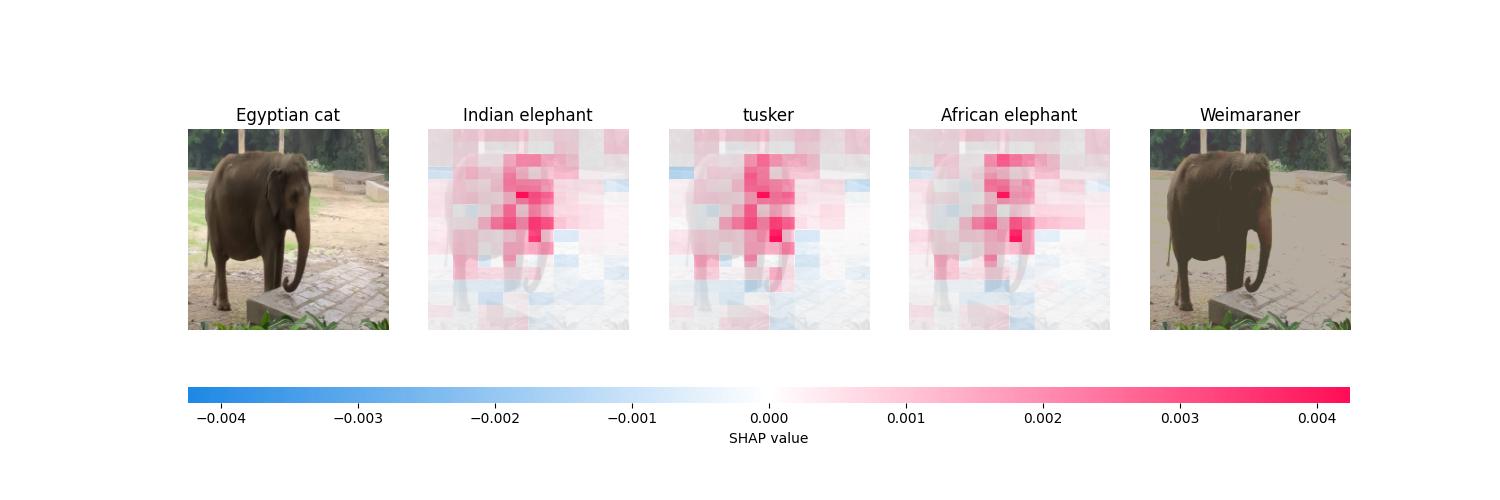 Egyptian cat
Indian elephant
tusker
African elephant
Weimaraner
−0.004 −0.003 −0.002 −0.001 0.000 0.001 0.002 0.003 0.004
SHAP value